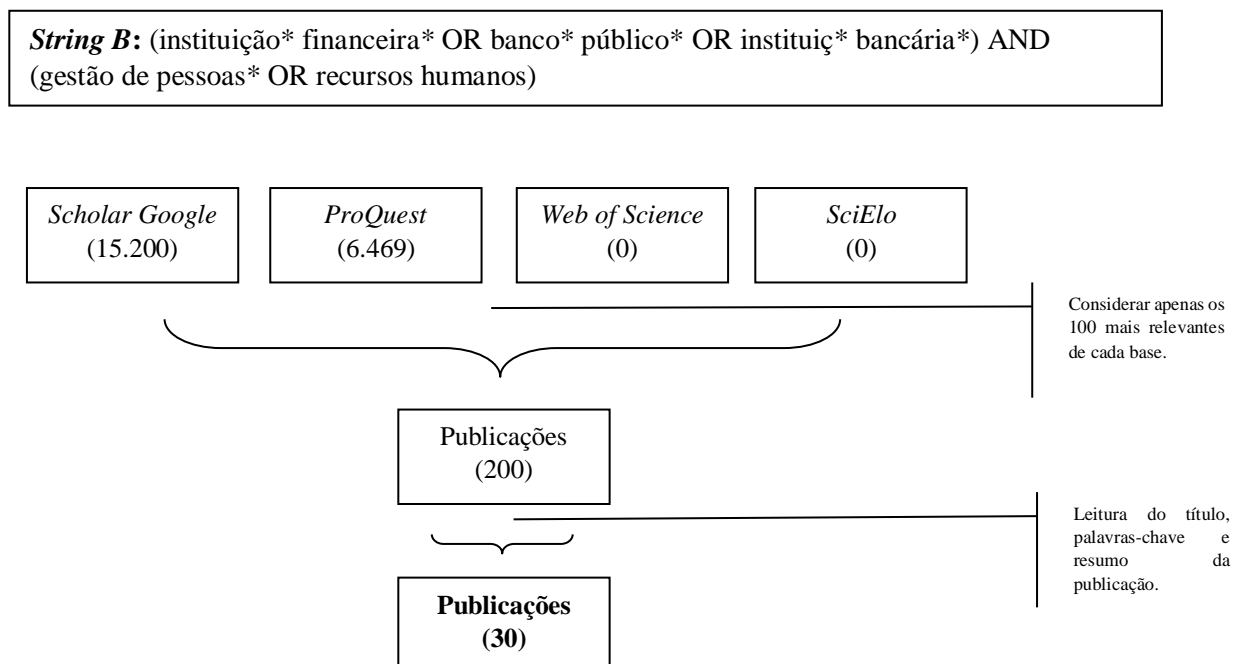 String B: (instituição* financeira* OR banco* público* OR instituiç* bancária*) AND
(gestão de pessoas* OR recursos humanos)
Scholar Google
(15.200)
ProQuest
(6.469)
Web of Science
(0)
SciElo
(0)
Considerar apenas os
100 mais relevantes
de cada base.
Publicações
(200)
Leitura do título,
palavras-chave e
resumo da
publicação.
Publicações
(30)